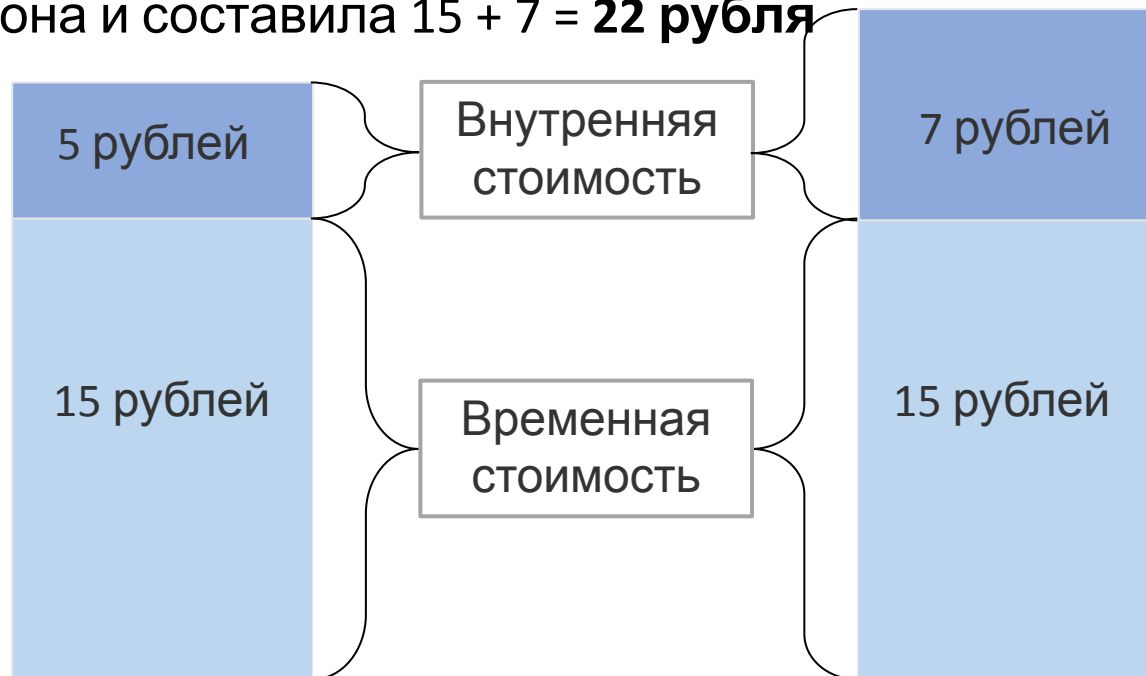 она и составила 15 + 7 = 22 рубля
5 рублей
Внутренняя
стоимость
7 рублей
15 рублей
Временная
стоимость
15 рублей